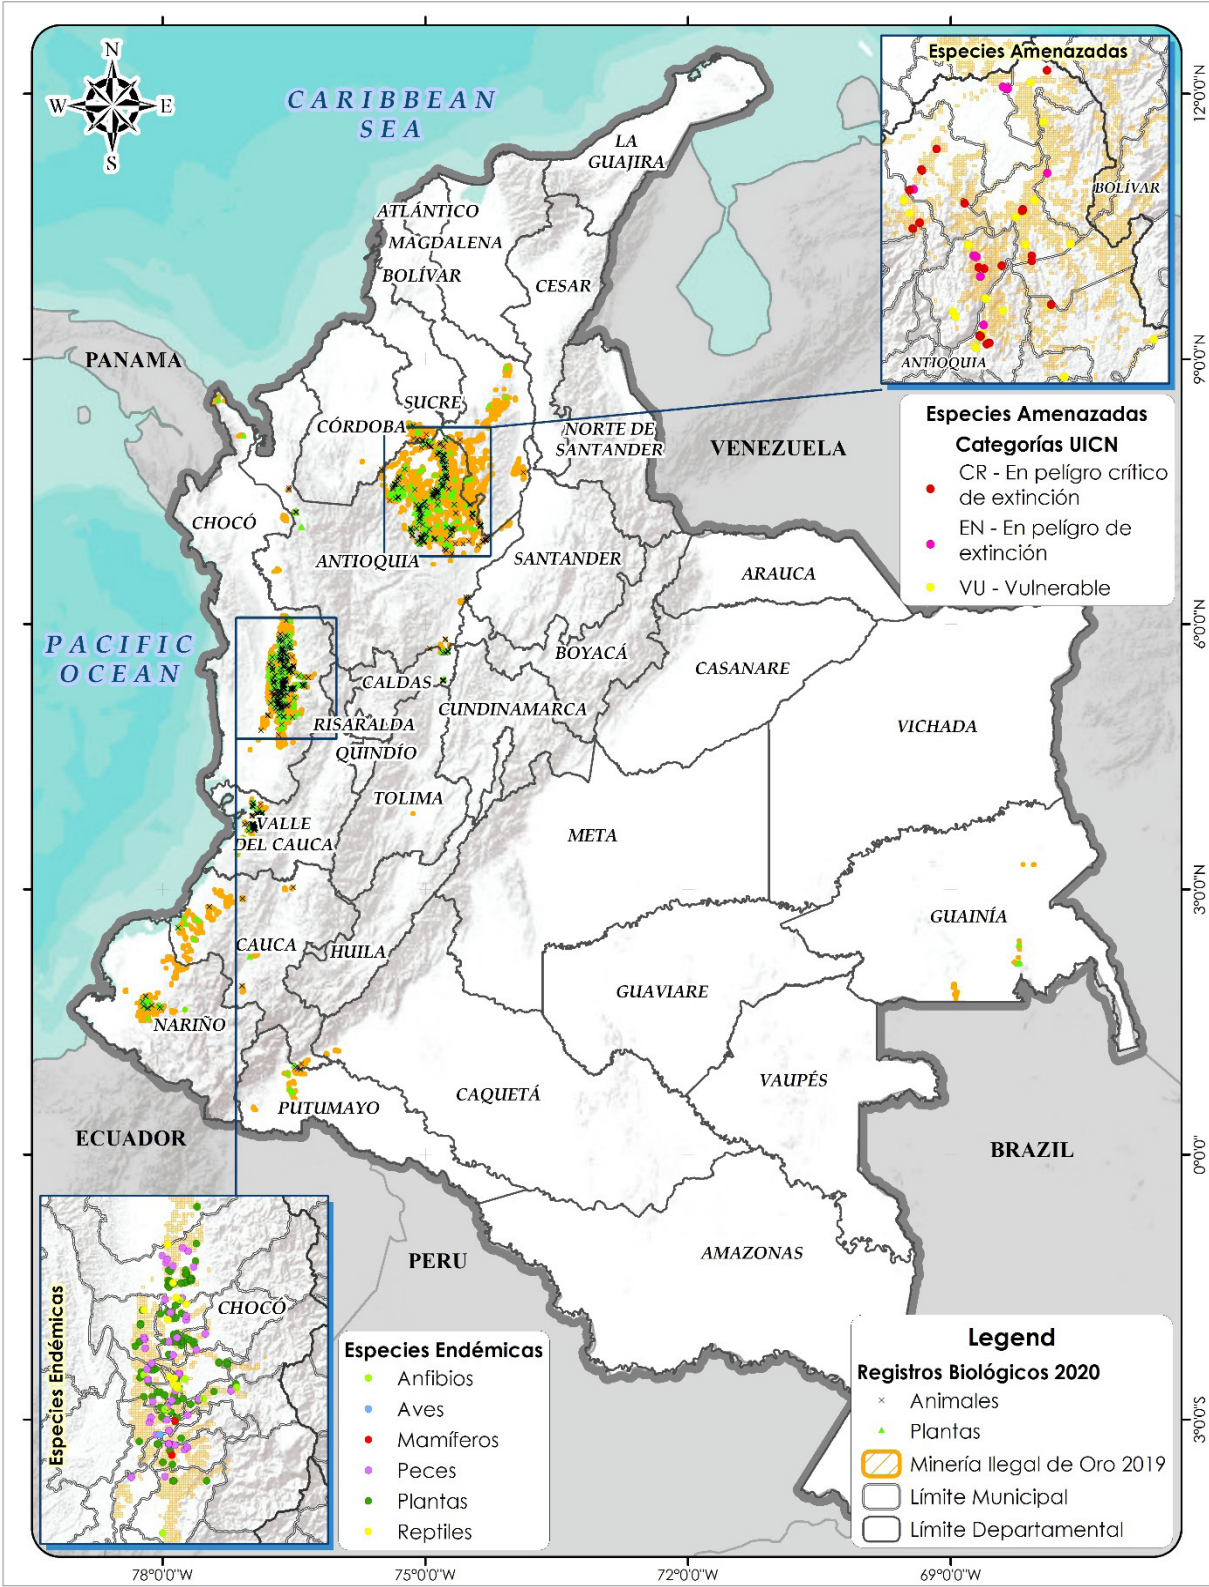 N
W
E
S
CARIBBEAN
SEA
LA
GUAJIRA
ATLÁNTICO
MAGDALENA
BOLÍVAR
CESAR
PANAMA
SUCRE
CÓRDOBA
NORTE DE
SANTANDER
VENEZUELA
CHOCÓ
ANTIOQUIA
SANTANDER
ARAUCA
PACIFIC
OCEAN
BOYACÁ
CASANARE
CALDAS
CUNDINAMARCA
RISARALDA
QUINDÍO
VICHADA
TOLIMA
VALLE
DEL CAUCA
META
GUAINÍA
CAUCA
HUILA
GUAVIARE
NARIÑO
VAUPÉS
CAQUETÁ
PUTUMAYO
ECUADOR
BRAZIL
PERU
AMAZONAS
Especies Amenazadas
BOLÍVAR
ANTIOQUIA
Especies Amenazadas
Categorías UICN
CR - En pelígro crítico
de extinción
EN - En pelígro de
extinción
VU - Vulnerable
Especies Endémicas
CHOCÓ
Especies Endémicas
Anfibios
Aves
Mamíferos
Peces
Plantas
Reptiles
Legend
Registros Biológicos 2020
Animales
Plantas
Minería Ilegal de Oro 2019
Límite Municipal
Límite Departamental
12°0'0"N
9°0'0"N
6°0'0"N
3°0'0"N
0°0'0"
3°0'0"S
78°0'0"W
75°0'0"W
72°0'0"W
69°0'0"W